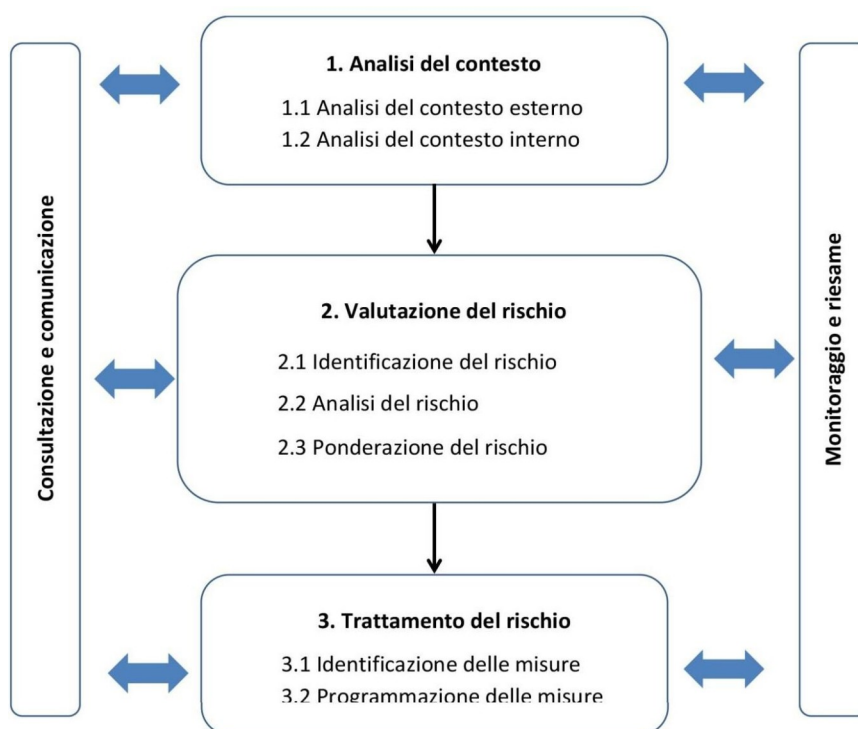 Consultazione e comunicazione
1. Analisi del contesto
1.1 Analisi del contesto esterno
1.2 Analisi del contesto interno
2. Valutazione del rischio
2.1 Identificazione del rischio
2.2 Analisi del rischio
2.3 Ponderazione del rischio
3. Trattamento del rischio
3.1 Identificazione delle misure
3.2 Programmazione delle misure
Monitoraggio e riesame